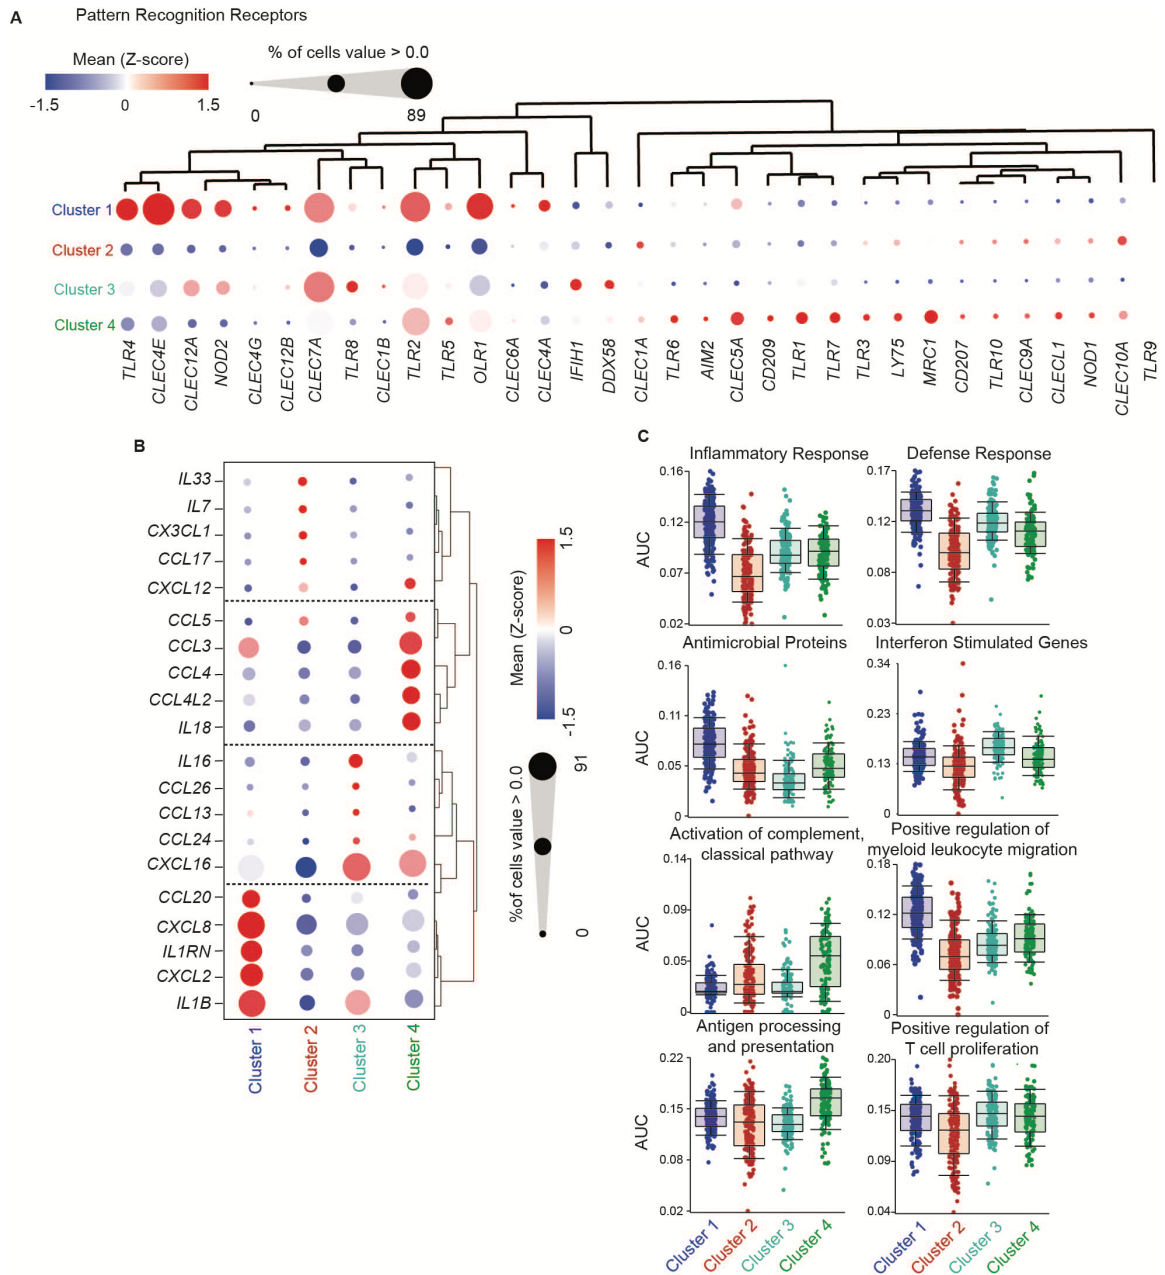 A
Pattern Recognition Receptors
Mean (Z-score)
-1.5 0 1.5
% of cells value > 0.0
0 89
Cluster 1
Cluster 2
Cluster 3
Cluster 4
TLR4
CLEC4E
CLEC12A
NOD2
CLEC4G
CLEC12B
CLEC7A
TLR8
CLEC1B
TLR2
TLR5
OLR1
CLEC6A
CLEC4A
IFIH1
DDX58
CLEC1A
TLR6
AIM2
CLEC5A
CD209
TLR1
TLR7
TLR3
LY75
MRC1
CD207
TLR10
CLEC9A
CLECL1
NOD1
CLEC10A
TLR9
B
IL33
IL7
CX3CL1
CCL17
CXCL12
CCL5
CCL3
CCL4
CCL4L2
IL18
IL16
CCL26
CCL13
CCL24
CXCL16
CCL20
CXCL8
IL1RN
CXCL2
IL1B
Cluster 1
Cluster 2
Cluster 3
Cluster 4
Mean (Z-score)
1.5
0
-1.5
%of cells value > 0.0
91
0
C
Inflammatory Response
AUC
0.16
0.12
0.07
0.02
Defense Response
0.17
0.12
0.08
0.03
Antimicrobial Proteins
AUC
0.16
0.11
0.05
0
Interferon Stimulated Genes
0.34
0.23
0.13
0
Activation of complement,
classical pathway
AUC
0.14
0.09
0.05
0
Positive regulation of
myeloid leukocyte migration
0.18
0.12
0.06
0
Antigen processing
and presentation
AUC
0.22
0.15
0.08
0.02
Positive regulation of
T cell proliferation
0.20
0.15
0.09
0.04
Cluster 1
Cluster 2
Cluster 3
Cluster 4
Cluster 1
Cluster 2
Cluster 3
Cluster 4